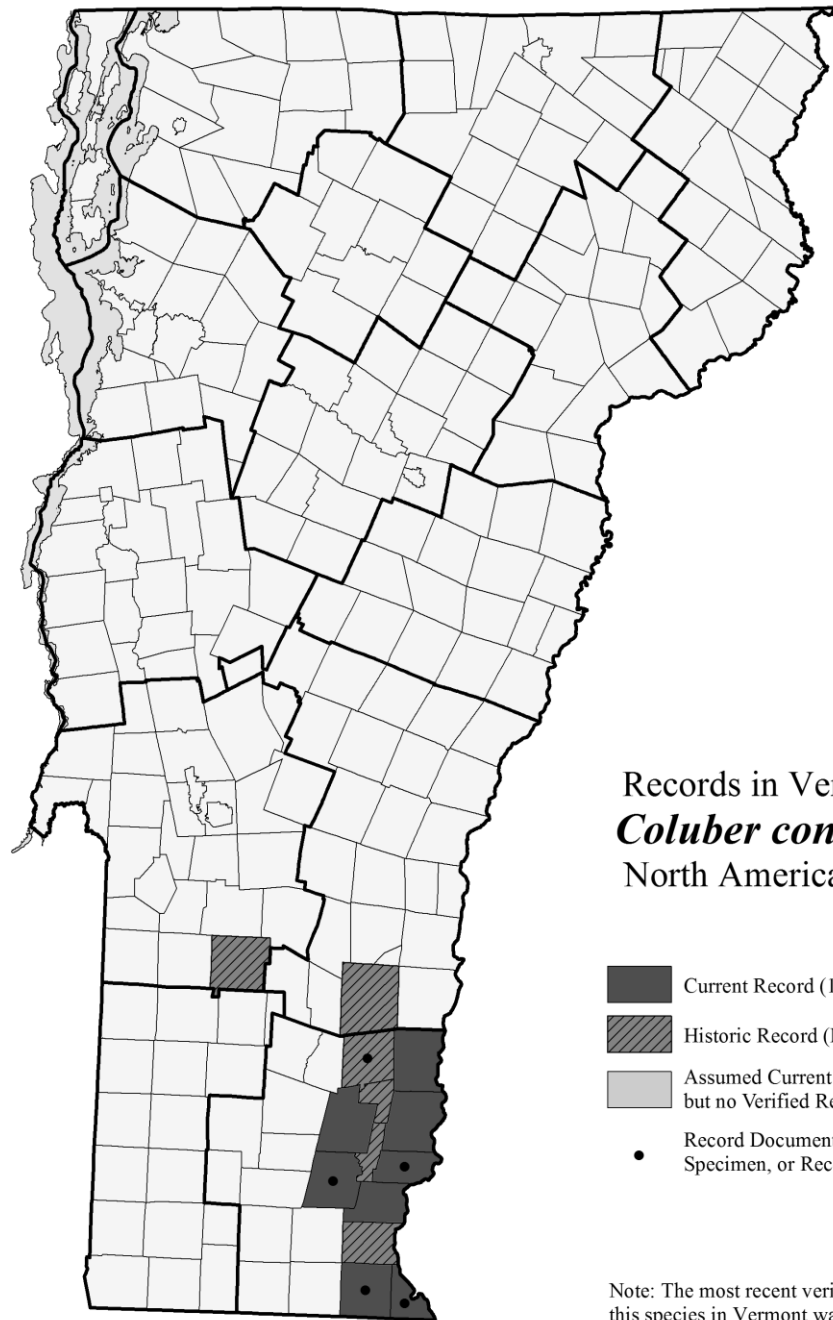 Records in Ver
Coluber con
North America
Current Record (1
Historic Record (
Assumed Current
but no Verified Re
Record Document
Specimen, or Rec
Note: The most recent veri
this species in Vermont wa